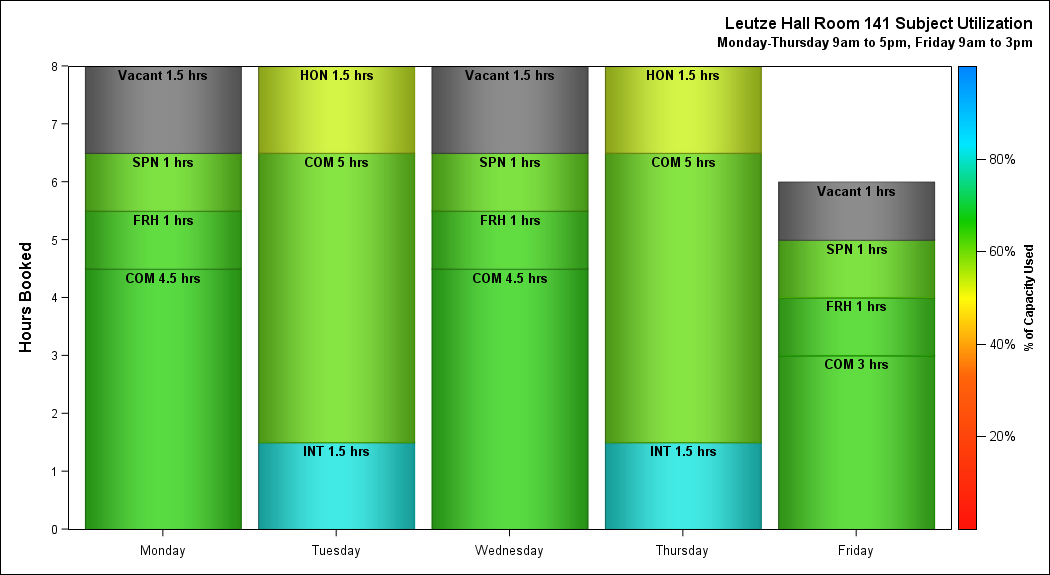 Leutze Hall Room 141 Subject Utilization
Monday-Thursday 9am to 5pm, Friday 9am to 3pm
Hours Booked
8
7
6
5
4
3
2
1
0
Vacant 1.5 hrs
SPN 1 hrs
FRH 1 hrs
COM 4.5 hrs
HON 1.5 hrs
COM 5 hrs
INT 1.5 hrs
Vacant 1.5 hrs
SPN 1 hrs
FRH 1 hrs
COM 4.5 hrs
HON 1.5 hrs
COM 5 hrs
INT 1.5 hrs
Vacant 1 hrs
SPN 1 hrs
FRH 1 hrs
COM 3 hrs
Monday
Tuesday
Wednesday
Thursday
Friday
80%
60%
40%
20%
% of Capacity Used